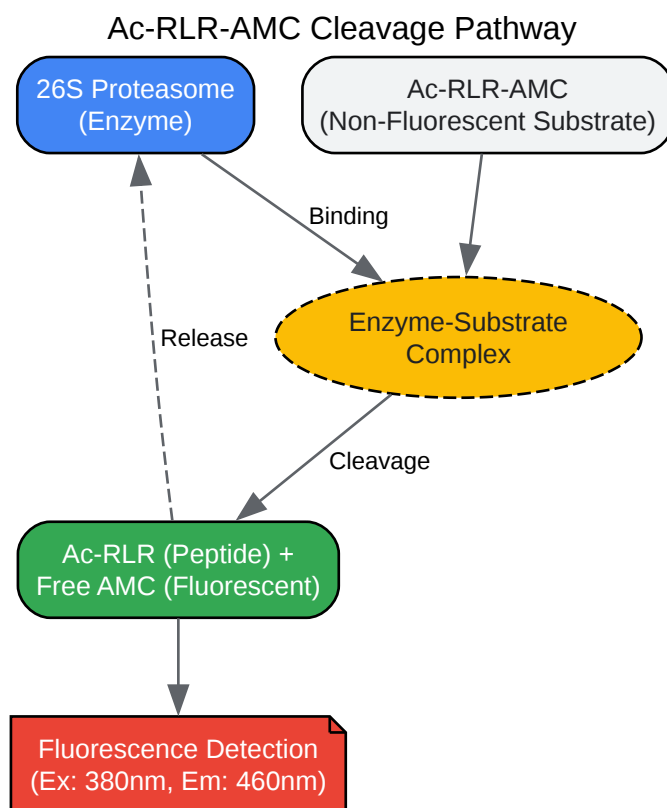 Ac-RLR-AMC Cleavage Pathway
26S Proteasome
(Enzyme)
Ac-RLR-AMC
(Non-Fluorescent Substrate)
Binding
Enzyme-Substrate
Complex
Release
Cleavage
Ac-RLR (Peptide) +
Free AMC (Fluorescent)
Fluorescence Detection
(Ex: 380nm, Em: 460nm)